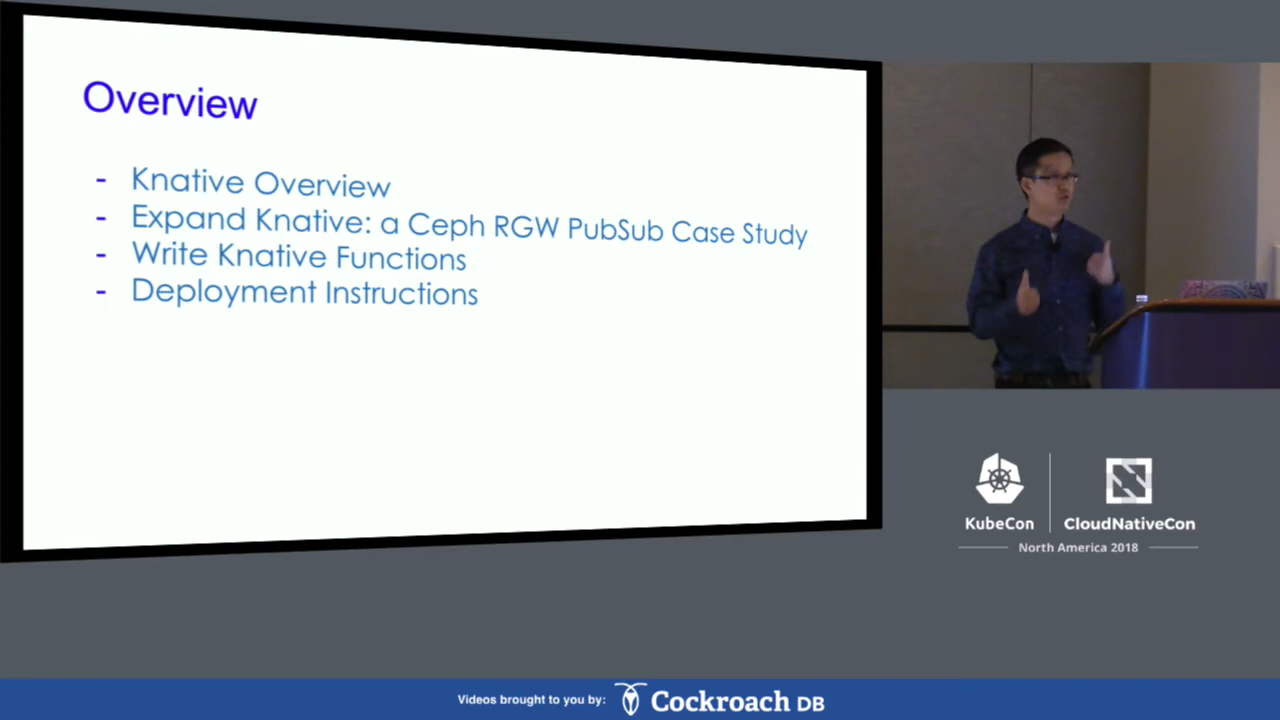 Overview
- Knative Overview
- Expand Knative: a Ceph RGW PubSub Case Study
- Write Knative Functions
- Deployment Instructions
KubeCon
CloudNativeCon
North America 2018
Videos brought to you by:
Cockroach DB